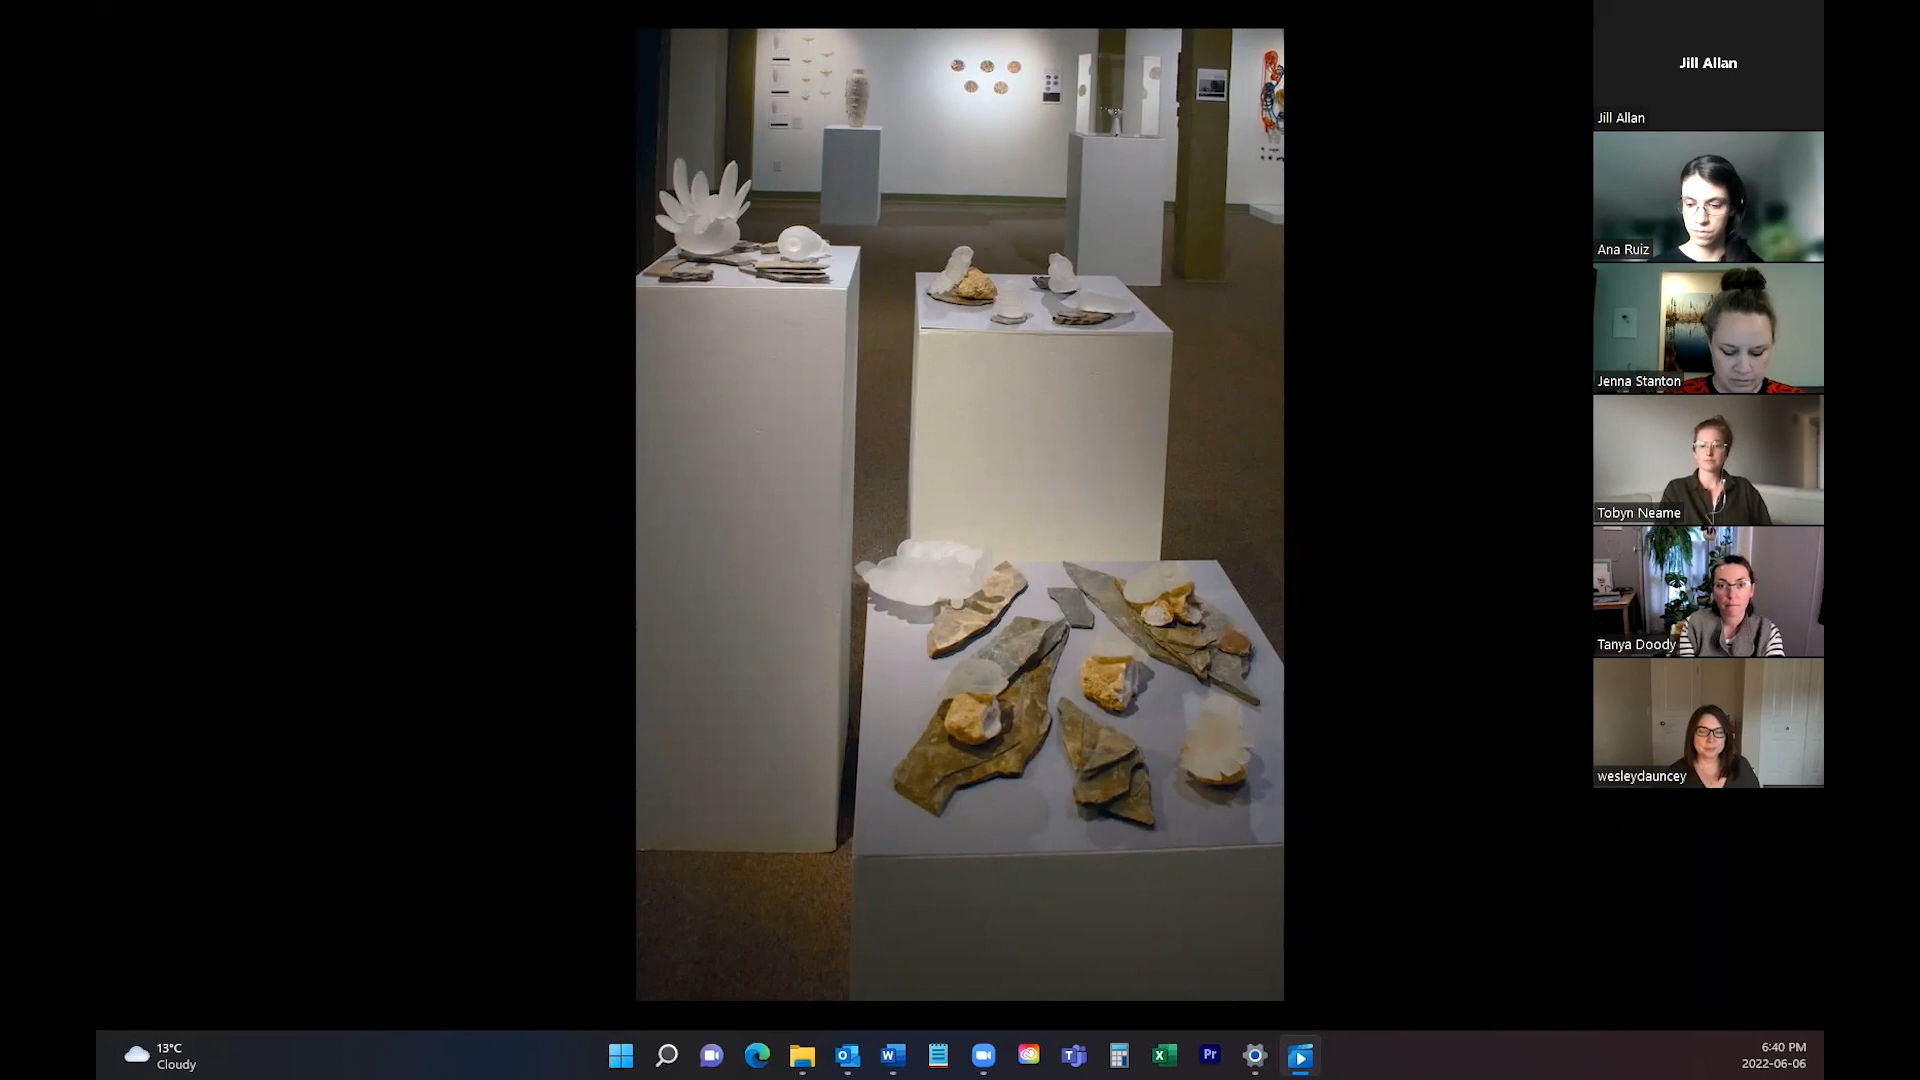 Jill Allan
Jill Allan
Ana Ruiz
Jenna Stanton
Tobyn Neame
Tanya Doody
wesleydauncey
13°C
Cloudy
6:40 PM
2022-06-06